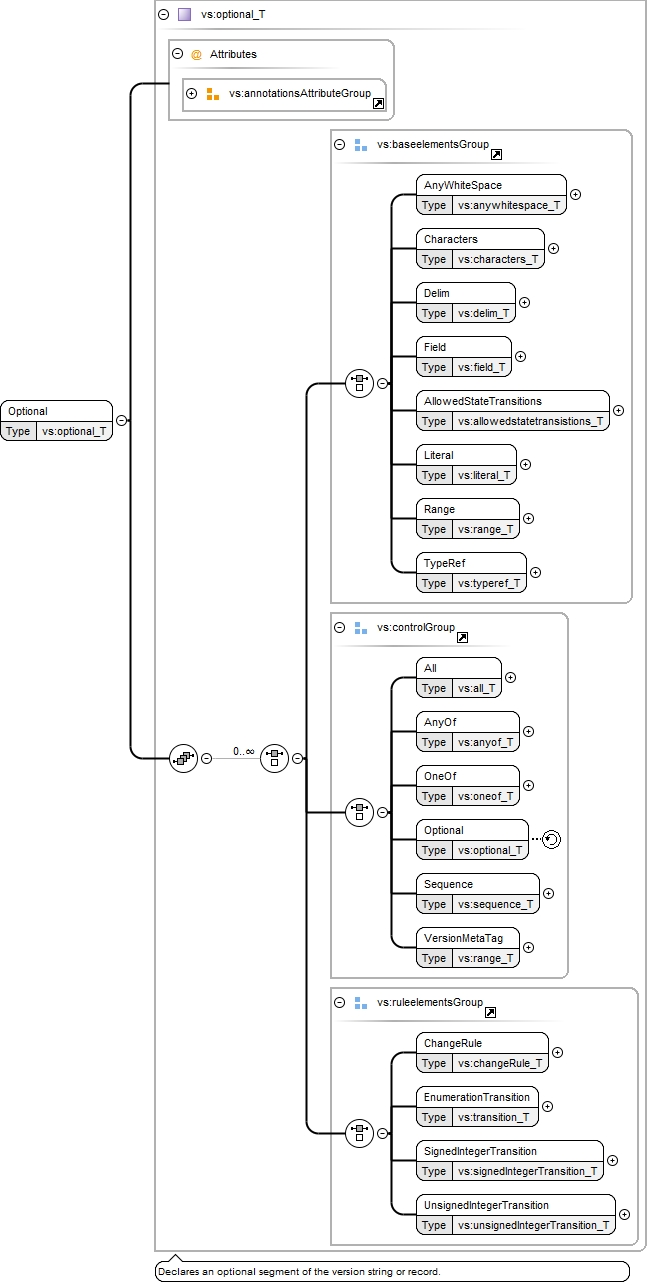 vs:optional_T
@ Attributes
vs:annotationsAttributeGroup
vs:baseelementsGroup
AnyWhiteSpace
Type vs:anywhitespace_T
Characters
Type vs:characters_T
Delim
Type vs:delim_T
Field
Type vs:field_T
Optional
Type vs:optional_T
AllowedStateTransitions
Type vs:allowedstatetransistions_T
Literal
Type vs:literal_T
Range
Type vs:range_T
TypeRef
Type vs:typeref_T
vs:controlGroup
All
Type vs:all_T
AnyOf
Type vs:anyof_T
0..∞
OneOf
Type vs:oneof_T
Optional
Type vs:optional_T
Sequence
Type vs:sequence_T
VersionMetaTag
Type vs:range_T
vs:ruleelementsGroup
ChangeRule
Type vs:changeRule_T
EnumerationTransition
Type vs:transition_T
SignedIntegerTransition
Type vs:signedIntegerTransition_T
UnsignedIntegerTransition
Type vs:unsignedIntegerTransition_T
Declares an optional segment of the version string or record.